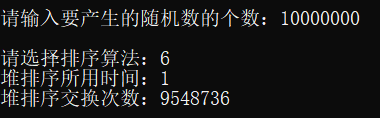 请输入要产生的随机数的个数：10000000
请选择排序算法：6
堆排序所用时间：1
堆排序交换次数：9548736